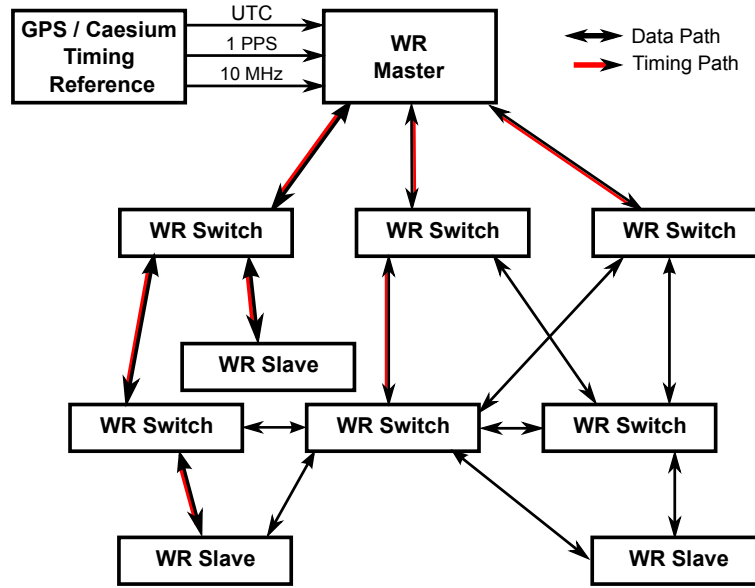 GPS / Caesium
Timing
Reference
UTC
1 PPS
10 MHz
WR
Master
Data Path
Timing Path
WR Switch
WR Switch
WR Switch
WR Slave
WR Switch
WR Switch
WR Switch
WR Slave
WR Slave